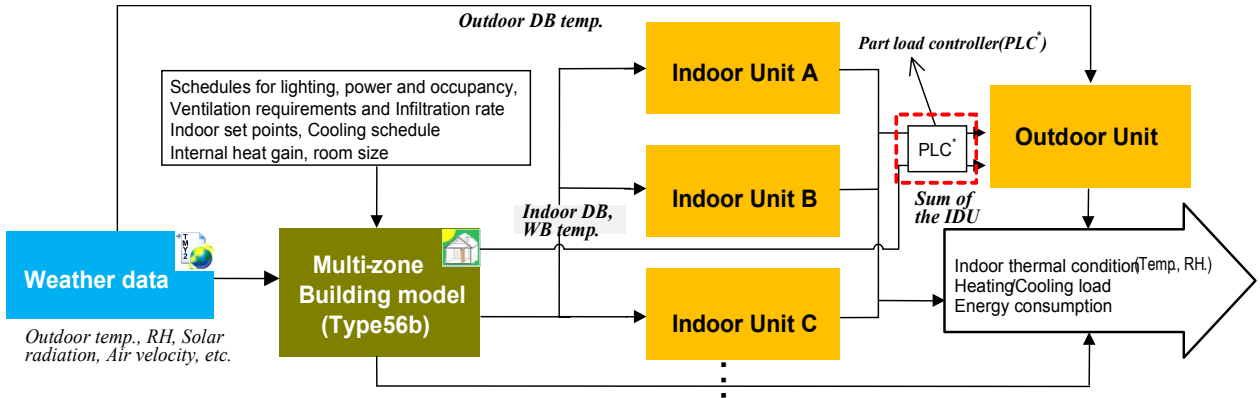 Outdoor DB temp.
Part load controller(PLC*)
Schedules for lighting, power and occupancy,
Ventilation requirements and Infiltration rate
Indoor set points, Cooling schedule
Internal heat gain, room size
Indoor Unit A
PLC*
Outdoor Unit
Indoor Unit B
Sum of
the IDU
Indoor DB,
WB temp.
TMY2
Weather data
Multi-zone
Building model
(Type56b)
Indoor Unit C
Indoor thermal condition(Temp., RH.)
Heating/Cooling load
Energy consumption
Outdoor temp., RH, Solar
radiation, Air velocity, etc.